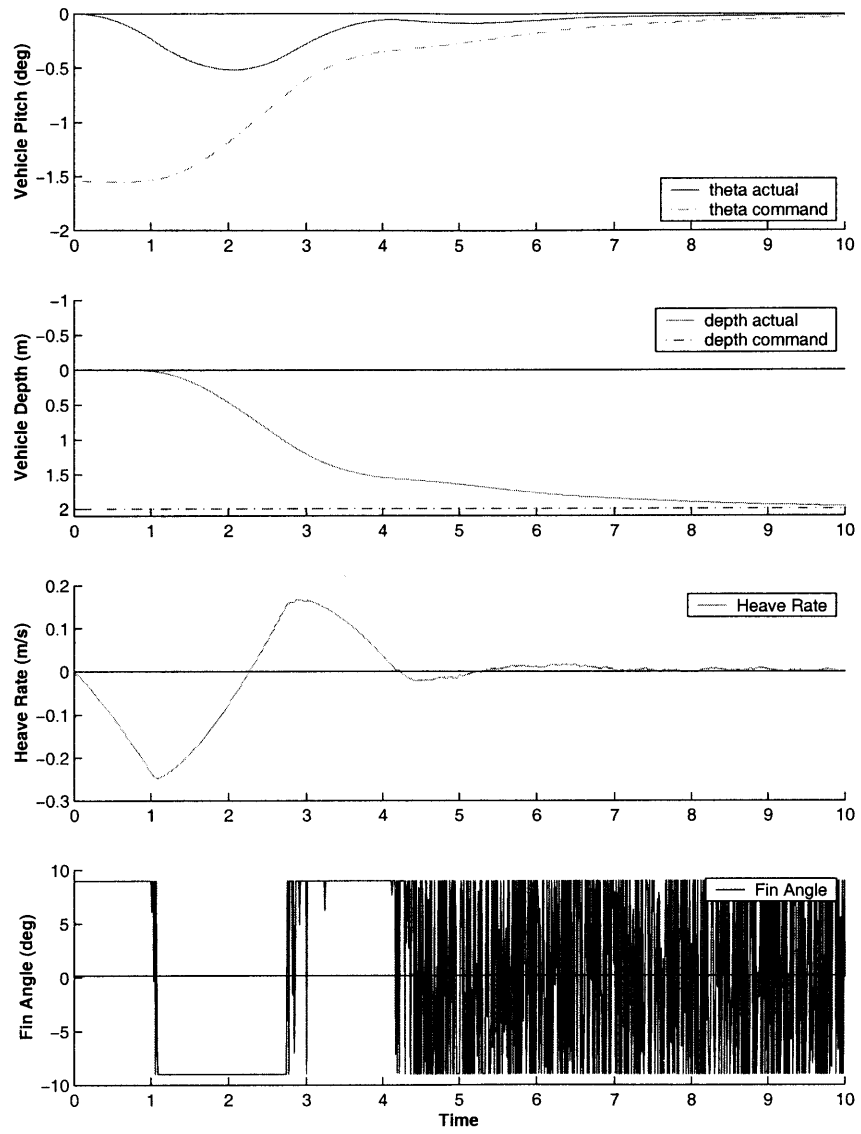 0
−0.5
−1
−1.5
−2
Vehicle Pitch (deg)
theta actual
theta command
0 1 2 3 4 5 6 7 8 9 10
−1
−0.5
0
0.5
1
1.5
2
Vehicle Depth (m)
depth actual
depth command
0 1 2 3 4 5 6 7 8 9 10
0.2
0.1
0
−0.1
−0.2
−0.3
Heave Rate (m/s)
Heave Rate
0 1 2 3 4 5 6 7 8 9 10
10
5
0
−5
−10
Fin Angle (deg)
Fin Angle
0 1 2 3 4 5 6 7 8 9 10
Time